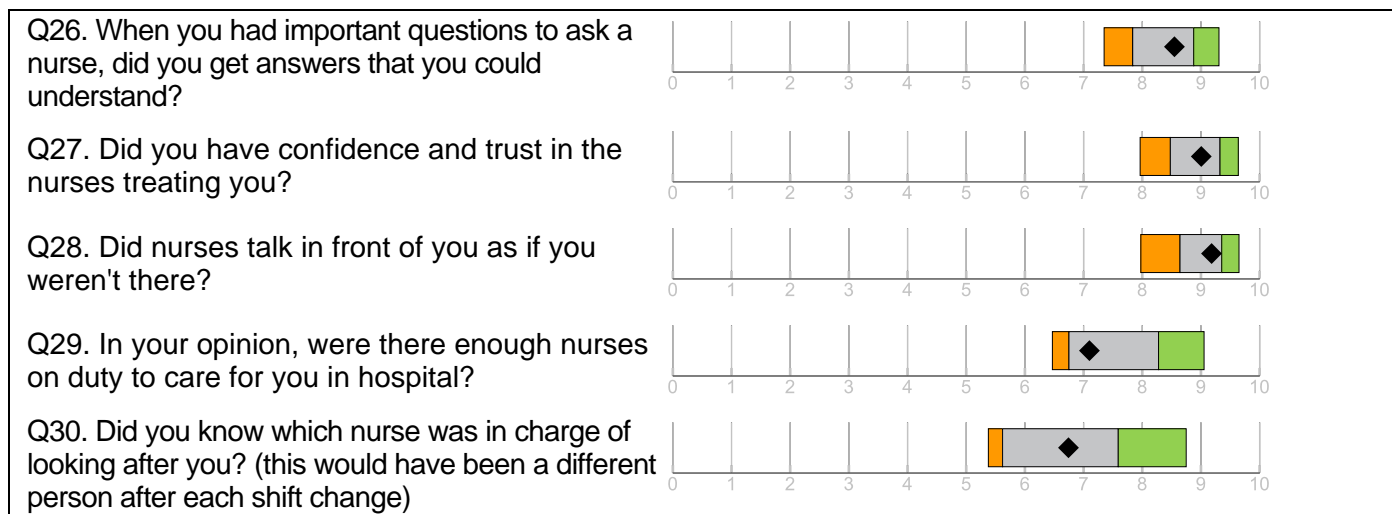 Q26. When you had important questions to ask a
nurse, did you get answers that you could
understand?
0 1 2 3 4 5 6 7 8 9 10
Q27. Did you have confidence and trust in the
nurses treating you?
0 1 2 3 4 5 6 7 8 9 10
Q28. Did nurses talk in front of you as if you
weren't there?
0 1 2 3 4 5 6 7 8 9 10
Q29. In your opinion, were there enough nurses
on duty to care for you in hospital?
0 1 2 3 4 5 6 7 8 9 10
Q30. Did you know which nurse was in charge of
looking after you? (this would have been a different
person after each shift change)
0 1 2 3 4 5 6 7 8 9 10